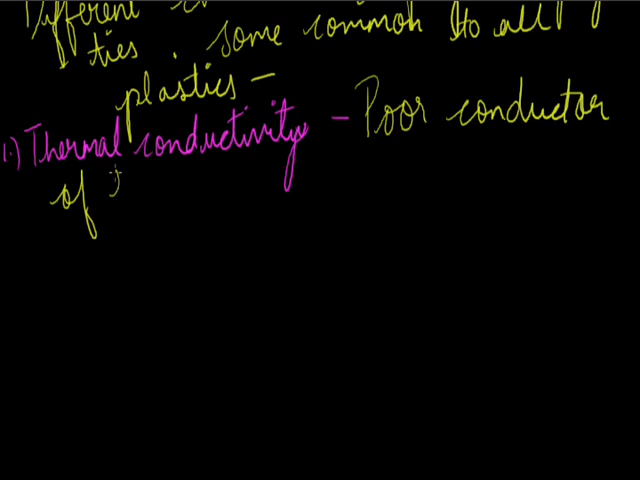 Different
ties . some common to all
plastics -
1.) Thermal conductivity - Poor conductor
of